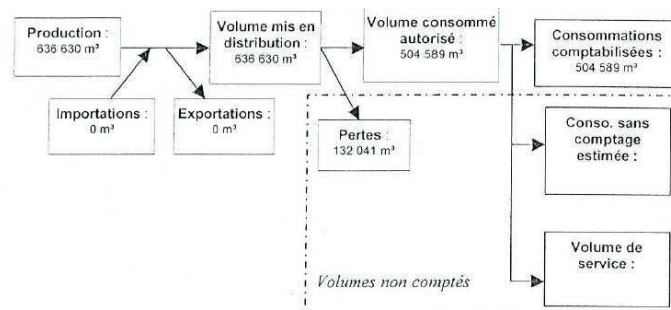 Production :
636 630 m³
Volume mis en
distribution :
636 630 m³
Volume consommé
autorisé :
504 589 m³
Consommations
comptabilisées :
504 589 m³
Importations :
0 m³
Exportations :
0 m³
Pertes :
132 041 m³
Conso. sans
comptage
estimée :
Volume de
service :
Volumes non comptés